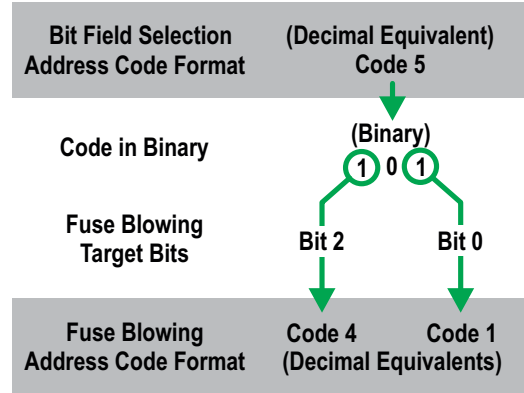 Bit Field Selection
Address Code Format
(Decimal Equivalent)
Code 5
Code in Binary
(Binary)
1 0 1
Fuse Blowing
Target Bits
Bit 2
Bit 0
Fuse Blowing
Address Code Format
Code 4
Code 1
(Decimal Equivalents)